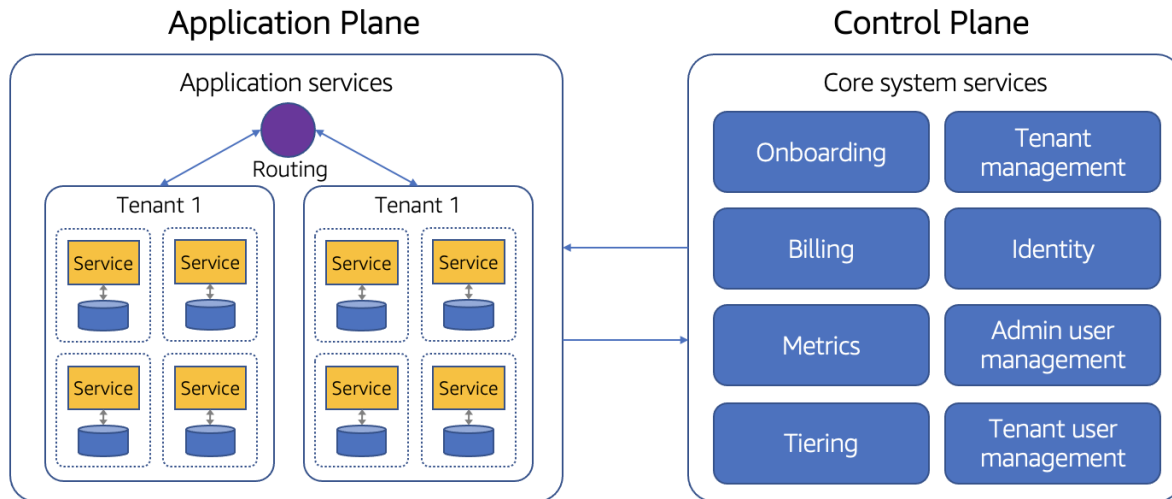 Application Plane
Control Plane
Application services
Routing
Tenant 1
Service
Service
Service
Service
Tenant 1
Service
Service
Service
Service
Core system services
Onboarding
Tenant
management
Billing
Identity
Metrics
Admin user
management
Tiering
Tenant user
management